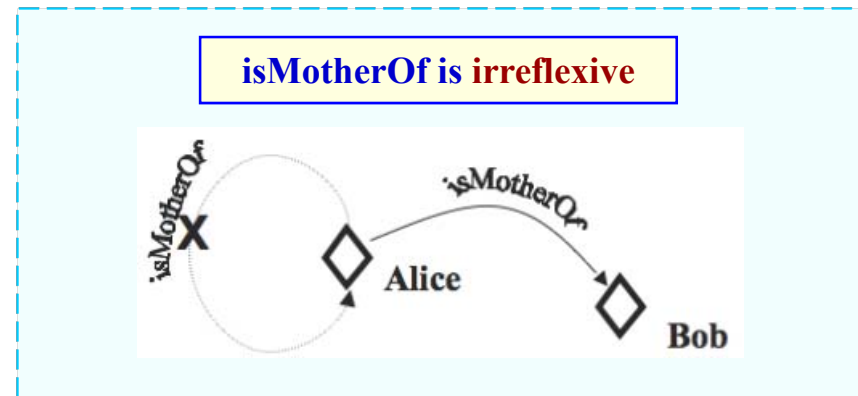 isMotherOf is irreflexive
isMotherOf
X
isMotherOf
Alice
Bob